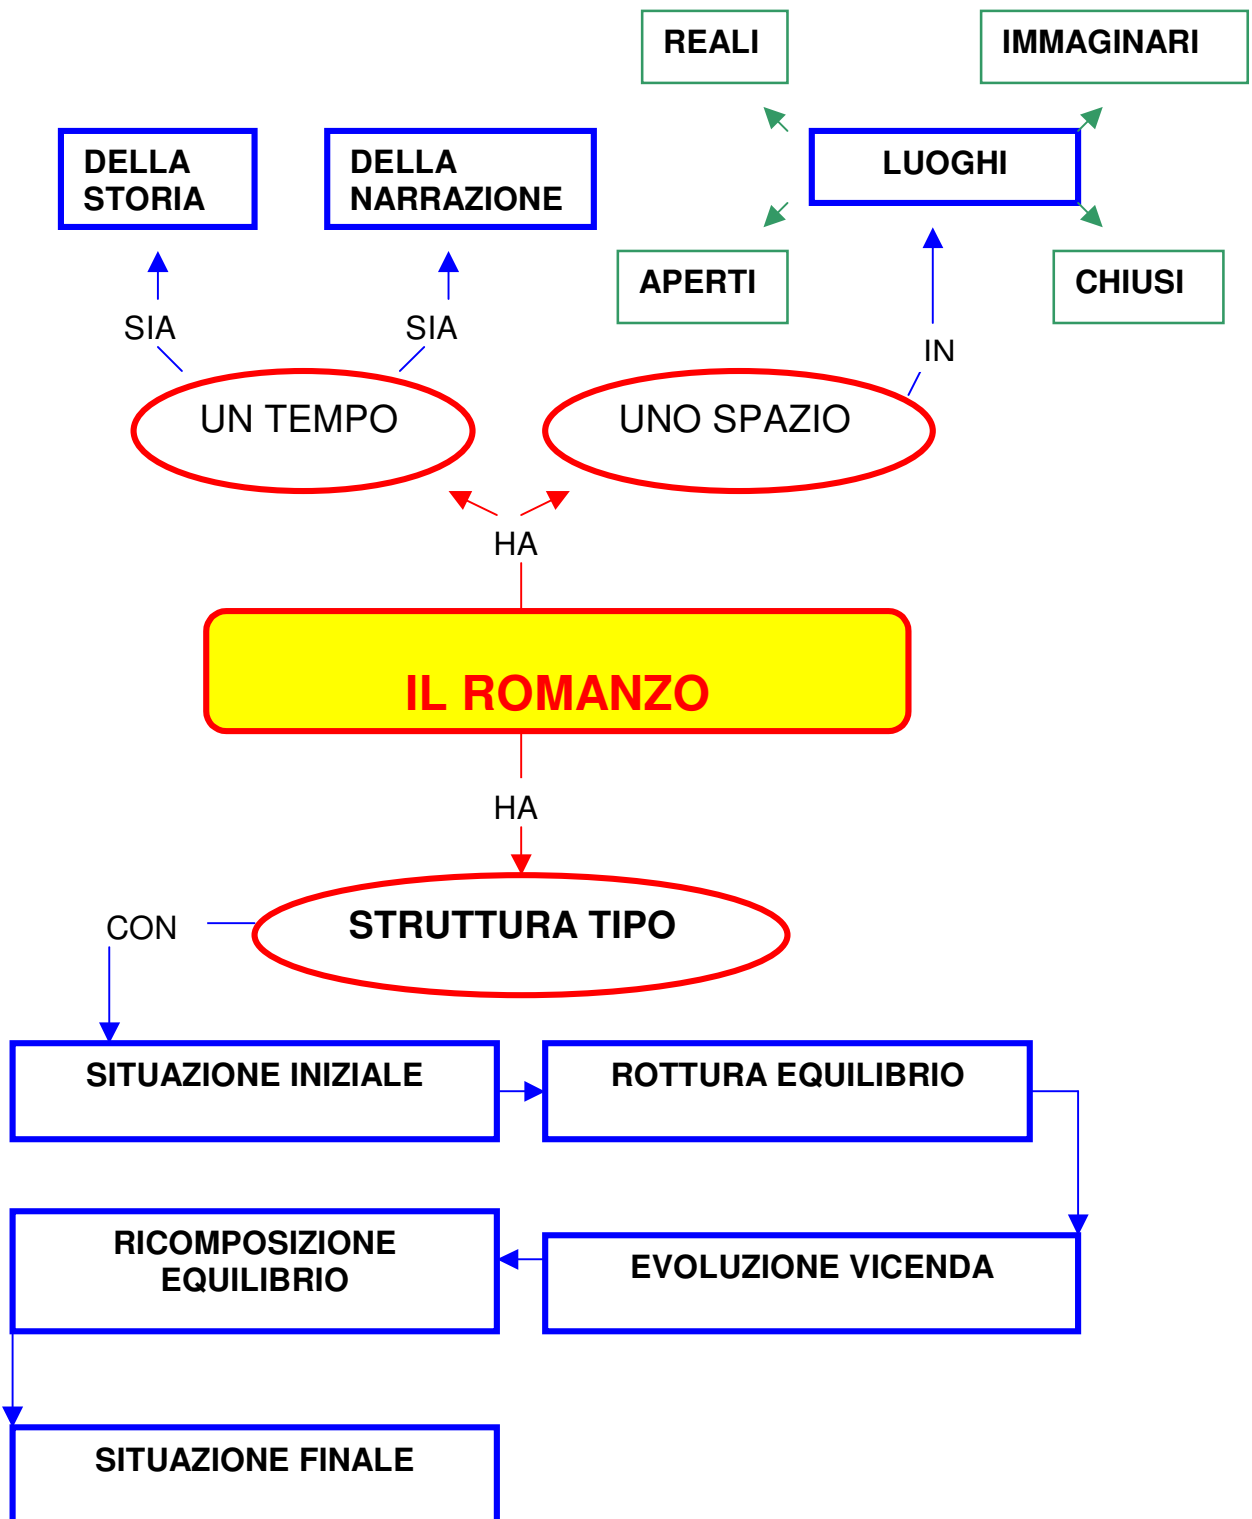 REALI
IMMAGINARI
DELLA
STORIA
DELLA
NARRAZIONE
LUOGHI
APERTI
CHIUSI
SIA
SIA
IN
UN TEMPO
UNO SPAZIO
HA
IL ROMANZO
HA
STRUTTURA TIPO
CON
SITUAZIONE INIZIALE
ROTTURA EQUILIBRIO
RICOMPOSIZIONE
EQUILIBRIO
EVOLUZIONE VICENDA
SITUAZIONE FINALE